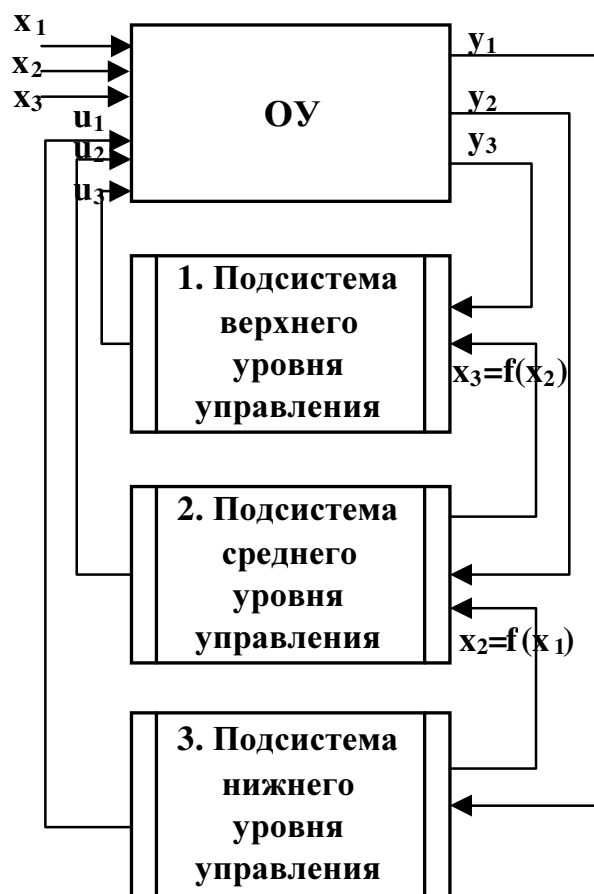 x1
x2
x3
u1
u2
u3
ОУ
y1
y2
y3
1. Подсистема
верхнего
уровня
управления
x3=f(x2)
2. Подсистема
среднего
уровня
управления
x2=f(x1)
3. Подсистема
нижнего
уровня
управления